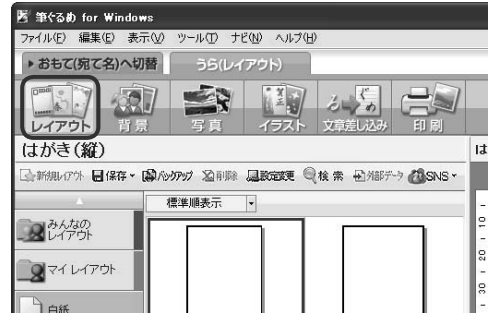 筆ぐるめ for Windows
ファイル(F) 編集(E) 表示(V) ツール(T) ナビ(N) ヘルプ(H)
おもて(宛て名)へ切替 うら(レイアウト)
レイアウト 背景 写真 イラスト 文章差し込み 印刷
はがき(縦) は
新規レイアウト 保存 バックアップ 削除 設定変更 検索 外部データ SNS
標準順表示
みんなの
レイアウト
マイ レイアウト
白紙
10
20
30